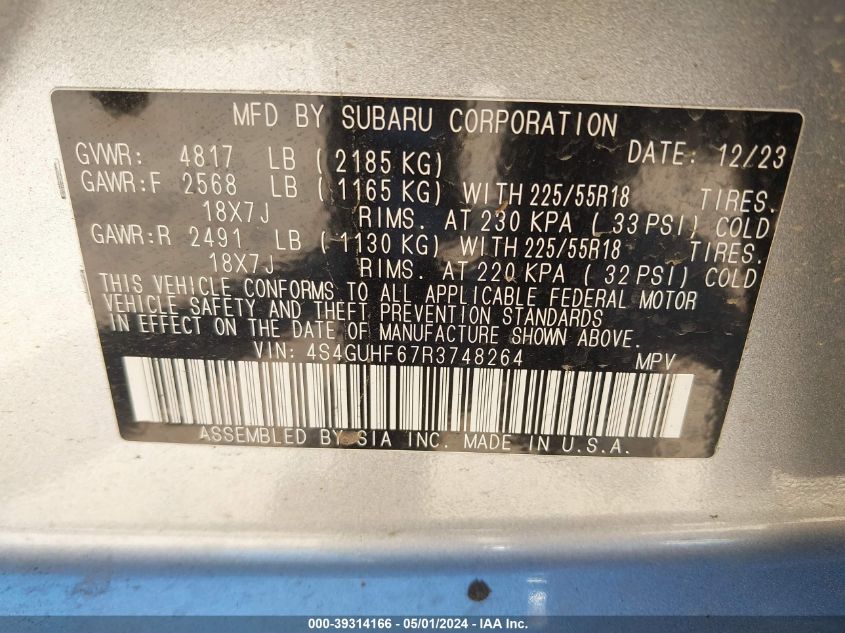 MFD BY SUBARU CORPORATION
GVWR: 4817 LB ( 2185 KG) DATE: 12/23
GAWR:F 2568 LB ( 1165 KG) WITH 225/55R18 TIRES.
18X7J RIMS. AT 230 KPA ( 33 PSI) COLD
GAWR:R 2491 LB ( 1130 KG) WITH 225/55R18 TIRES.
18X7J RIMS. AT 220 KPA ( 32 PSI) COLD
THIS VEHICLE CONFORMS TO ALL APPLICABLE FEDERAL MOTOR
VEHICLE SAFETY AND THEFT PREVENTION STANDARDS
IN EFFECT ON THE DATE OF MANUFACTURE SHOWN ABOVE.
VIN: 4S4GUHF67R3748264 MPV
ASSEMBLED BY SIA INC. MADE IN U.S.A.
000-39314166 - 05/01/2024 - IAA Inc.